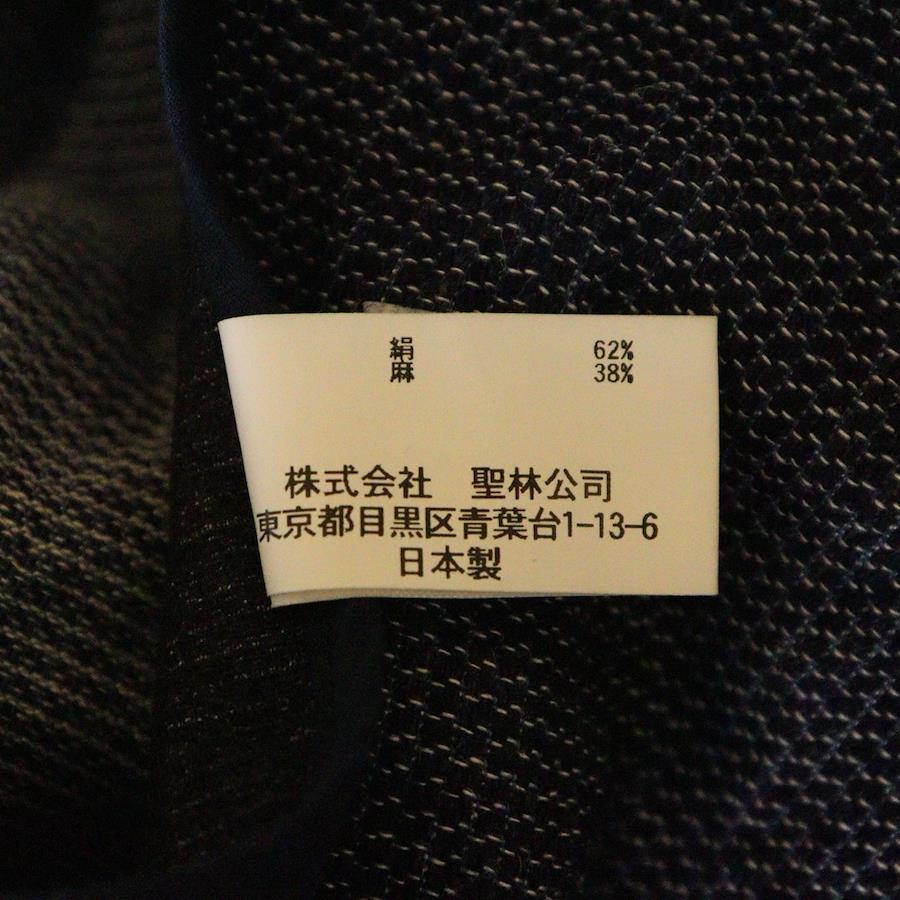 絹 62%
麻 38%
株式会社 聖林公司
東京都目黒区青葉台1-13-6
日本製